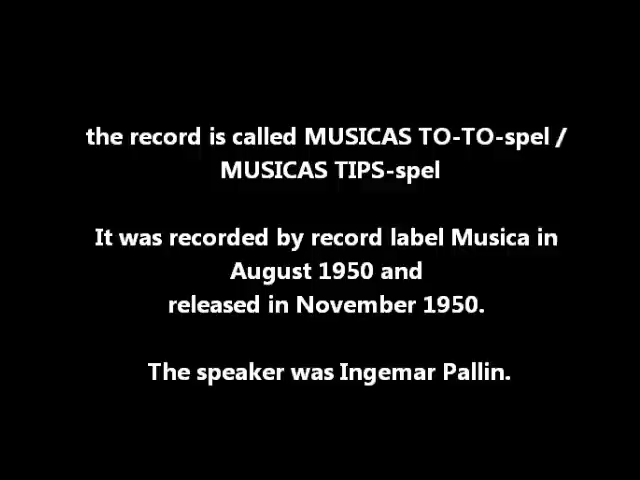 the record is called MUSICAS TO-TO-spel /
MUSICAS TIPS-spel
It was recorded by record label Musica in
August 1950 and
released in November 1950.
The speaker was Ingemar Pallin.